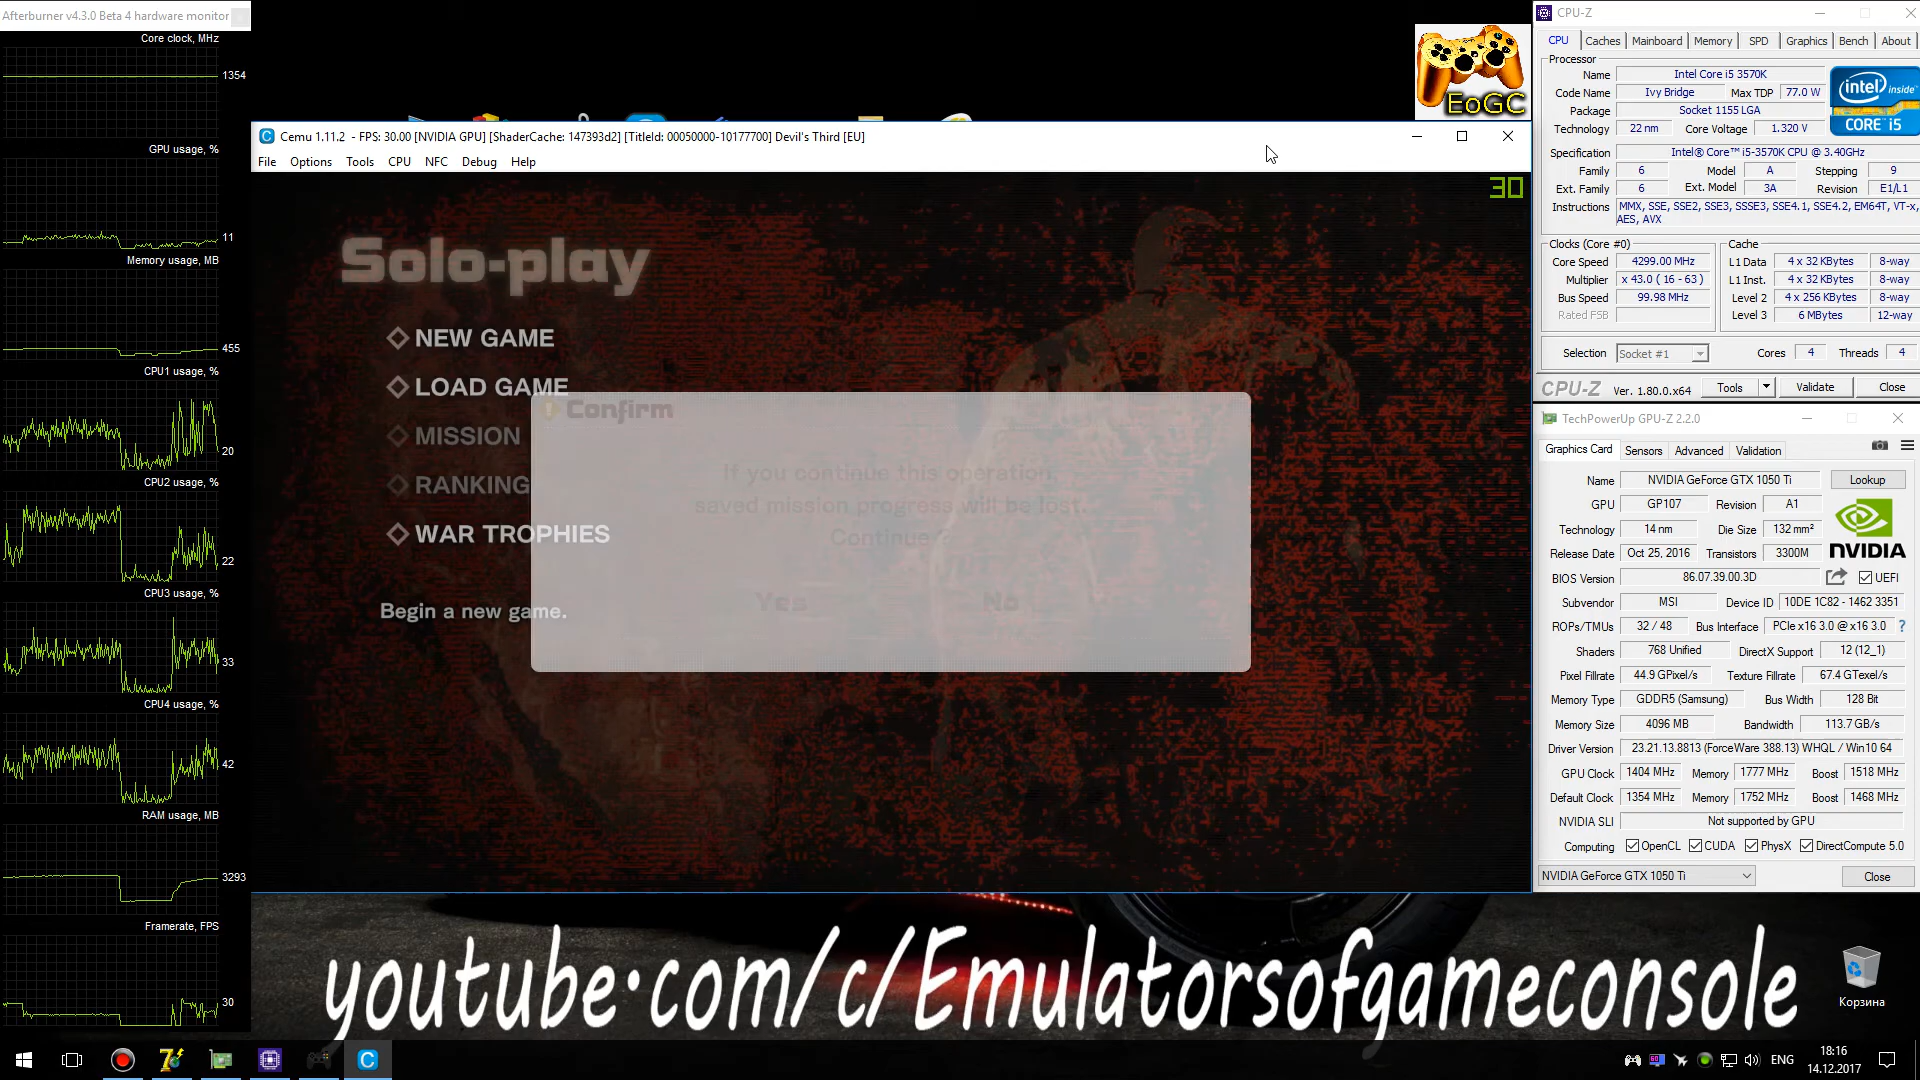 Afterburner v4.3.0 Beta 4 hardware monitor
Core clock, MHz
1354
GPU usage, %
11
Memory usage, MB
455
CPU1 usage, %
20
CPU2 usage, %
22
CPU3 usage, %
33
CPU4 usage, %
42
RAM usage, MB
3293
Framerate, FPS
30
EoGC
Cemu 1.11.2 - FPS: 30.00 [NVIDIA GPU] [ShaderCache: 147393d2] [TitleId: 00050000-10177700] Devil's Third [EU]
File Options Tools CPU NFC Debug Help
30
Solo-play
NEW GAME
LOAD GAME
MISSION
RANKING
WAR TROPHIES
Begin a new game.
Confirm
If you continue this operation,
saved mission progress will be lost.
Continue?
Yes No
CPU-Z
CPU Caches Mainboard Memory SPD Graphics Bench About
Processor
Name Intel Core i5 3570K
Code Name Ivy Bridge Max TDP 77.0 W
Package Socket 1155 LGA
Technology 22 nm Core Voltage 1.320 V
Specification Intel® Core™ i5-3570K CPU @ 3.40GHz
Family 6 Model A Stepping 9
Ext. Family 6 Ext. Model 3A Revision E1/L1
Instructions MMX, SSE, SSE2, SSE3, SSSE3, SSE4.1, SSE4.2, EM64T, VT-x,
AES, AVX
intel inside
CORE i5
Clocks (Core #0)
Core Speed 4299.00 MHz
Multiplier x 43.0 ( 16 - 63 )
Bus Speed 99.98 MHz
Rated FSB
Cache
L1 Data 4 x 32 KBytes 8-way
L1 Inst. 4 x 32 KBytes 8-way
Level 2 4 x 256 KBytes 8-way
Level 3 6 MBytes 12-way
Selection Socket #1 Cores 4 Threads 4
CPU-Z Ver. 1.80.0.x64 Tools Validate Close
TechPowerUp GPU-Z 2.2.0
Graphics Card Sensors Advanced Validation
Name NVIDIA GeForce GTX 1050 Ti Lookup
GPU GP107 Revision A1
Technology 14 nm Die Size 132 mm²
Release Date Oct 25, 2016 Transistors 3300M
NVIDIA
BIOS Version 86.07.39.00.3D UEFI
Subvendor MSI Device ID 10DE 1C82 - 1462 3351
ROPs/TMUs 32 / 48 Bus Interface PCIe x16 3.0 @ x16 3.0 ?
Shaders 768 Unified DirectX Support 12 (12_1)
Pixel Fillrate 44.9 GPixel/s Texture Fillrate 67.4 GTexel/s
Memory Type GDDR5 (Samsung) Bus Width 128 Bit
Memory Size 4096 MB Bandwidth 113.7 GB/s
Driver Version 23.21.13.8813 (ForceWare 388.13) WHQL / Win10 64
GPU Clock 1404 MHz Memory 1777 MHz Boost 1518 MHz
Default Clock 1354 MHz Memory 1752 MHz Boost 1468 MHz
NVIDIA SLI Not supported by GPU
Computing OpenCL CUDA PhysX DirectCompute 5.0
NVIDIA GeForce GTX 1050 Ti Close
youtube.com/c/Emulatorsofgameconsole
Корзина
ENG
18:16
14.12.2017